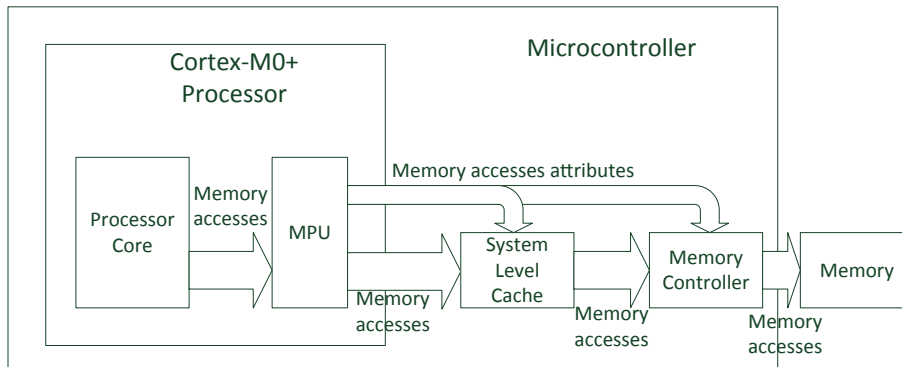 Microcontroller
Cortex-M0+
Processor
Memory accesses attributes
Processor
Core
Memory
accesses
MPU
Memory
accesses
System
Level
Cache
Memory
accesses
Memory
Controller
Memory
accesses
Memory